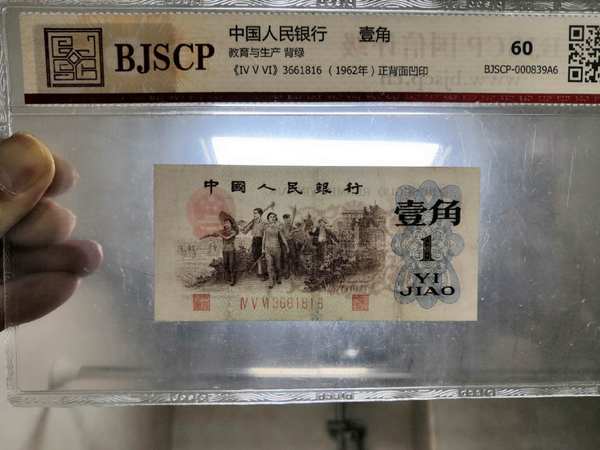 BJSCP
中国人民银行 壹角
教育与生产 背绿
《IV V VI》3661816 (1962年) 正背面凹印
60
BJSCP-000839A6
中國人民銀行
壹角
1
YI
JIAO
IV V VI 3661816